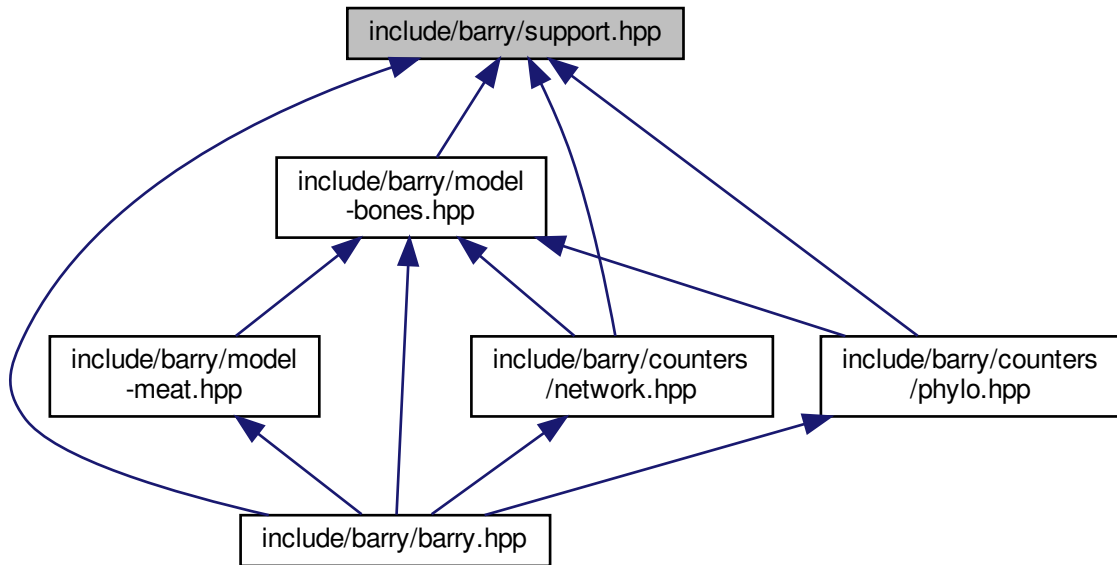 include/barry/support.hpp
include/barry/model
-bones.hpp
include/barry/model
-meat.hpp
include/barry/counters
/network.hpp
include/barry/counters
/phylo.hpp
include/barry/barry.hpp